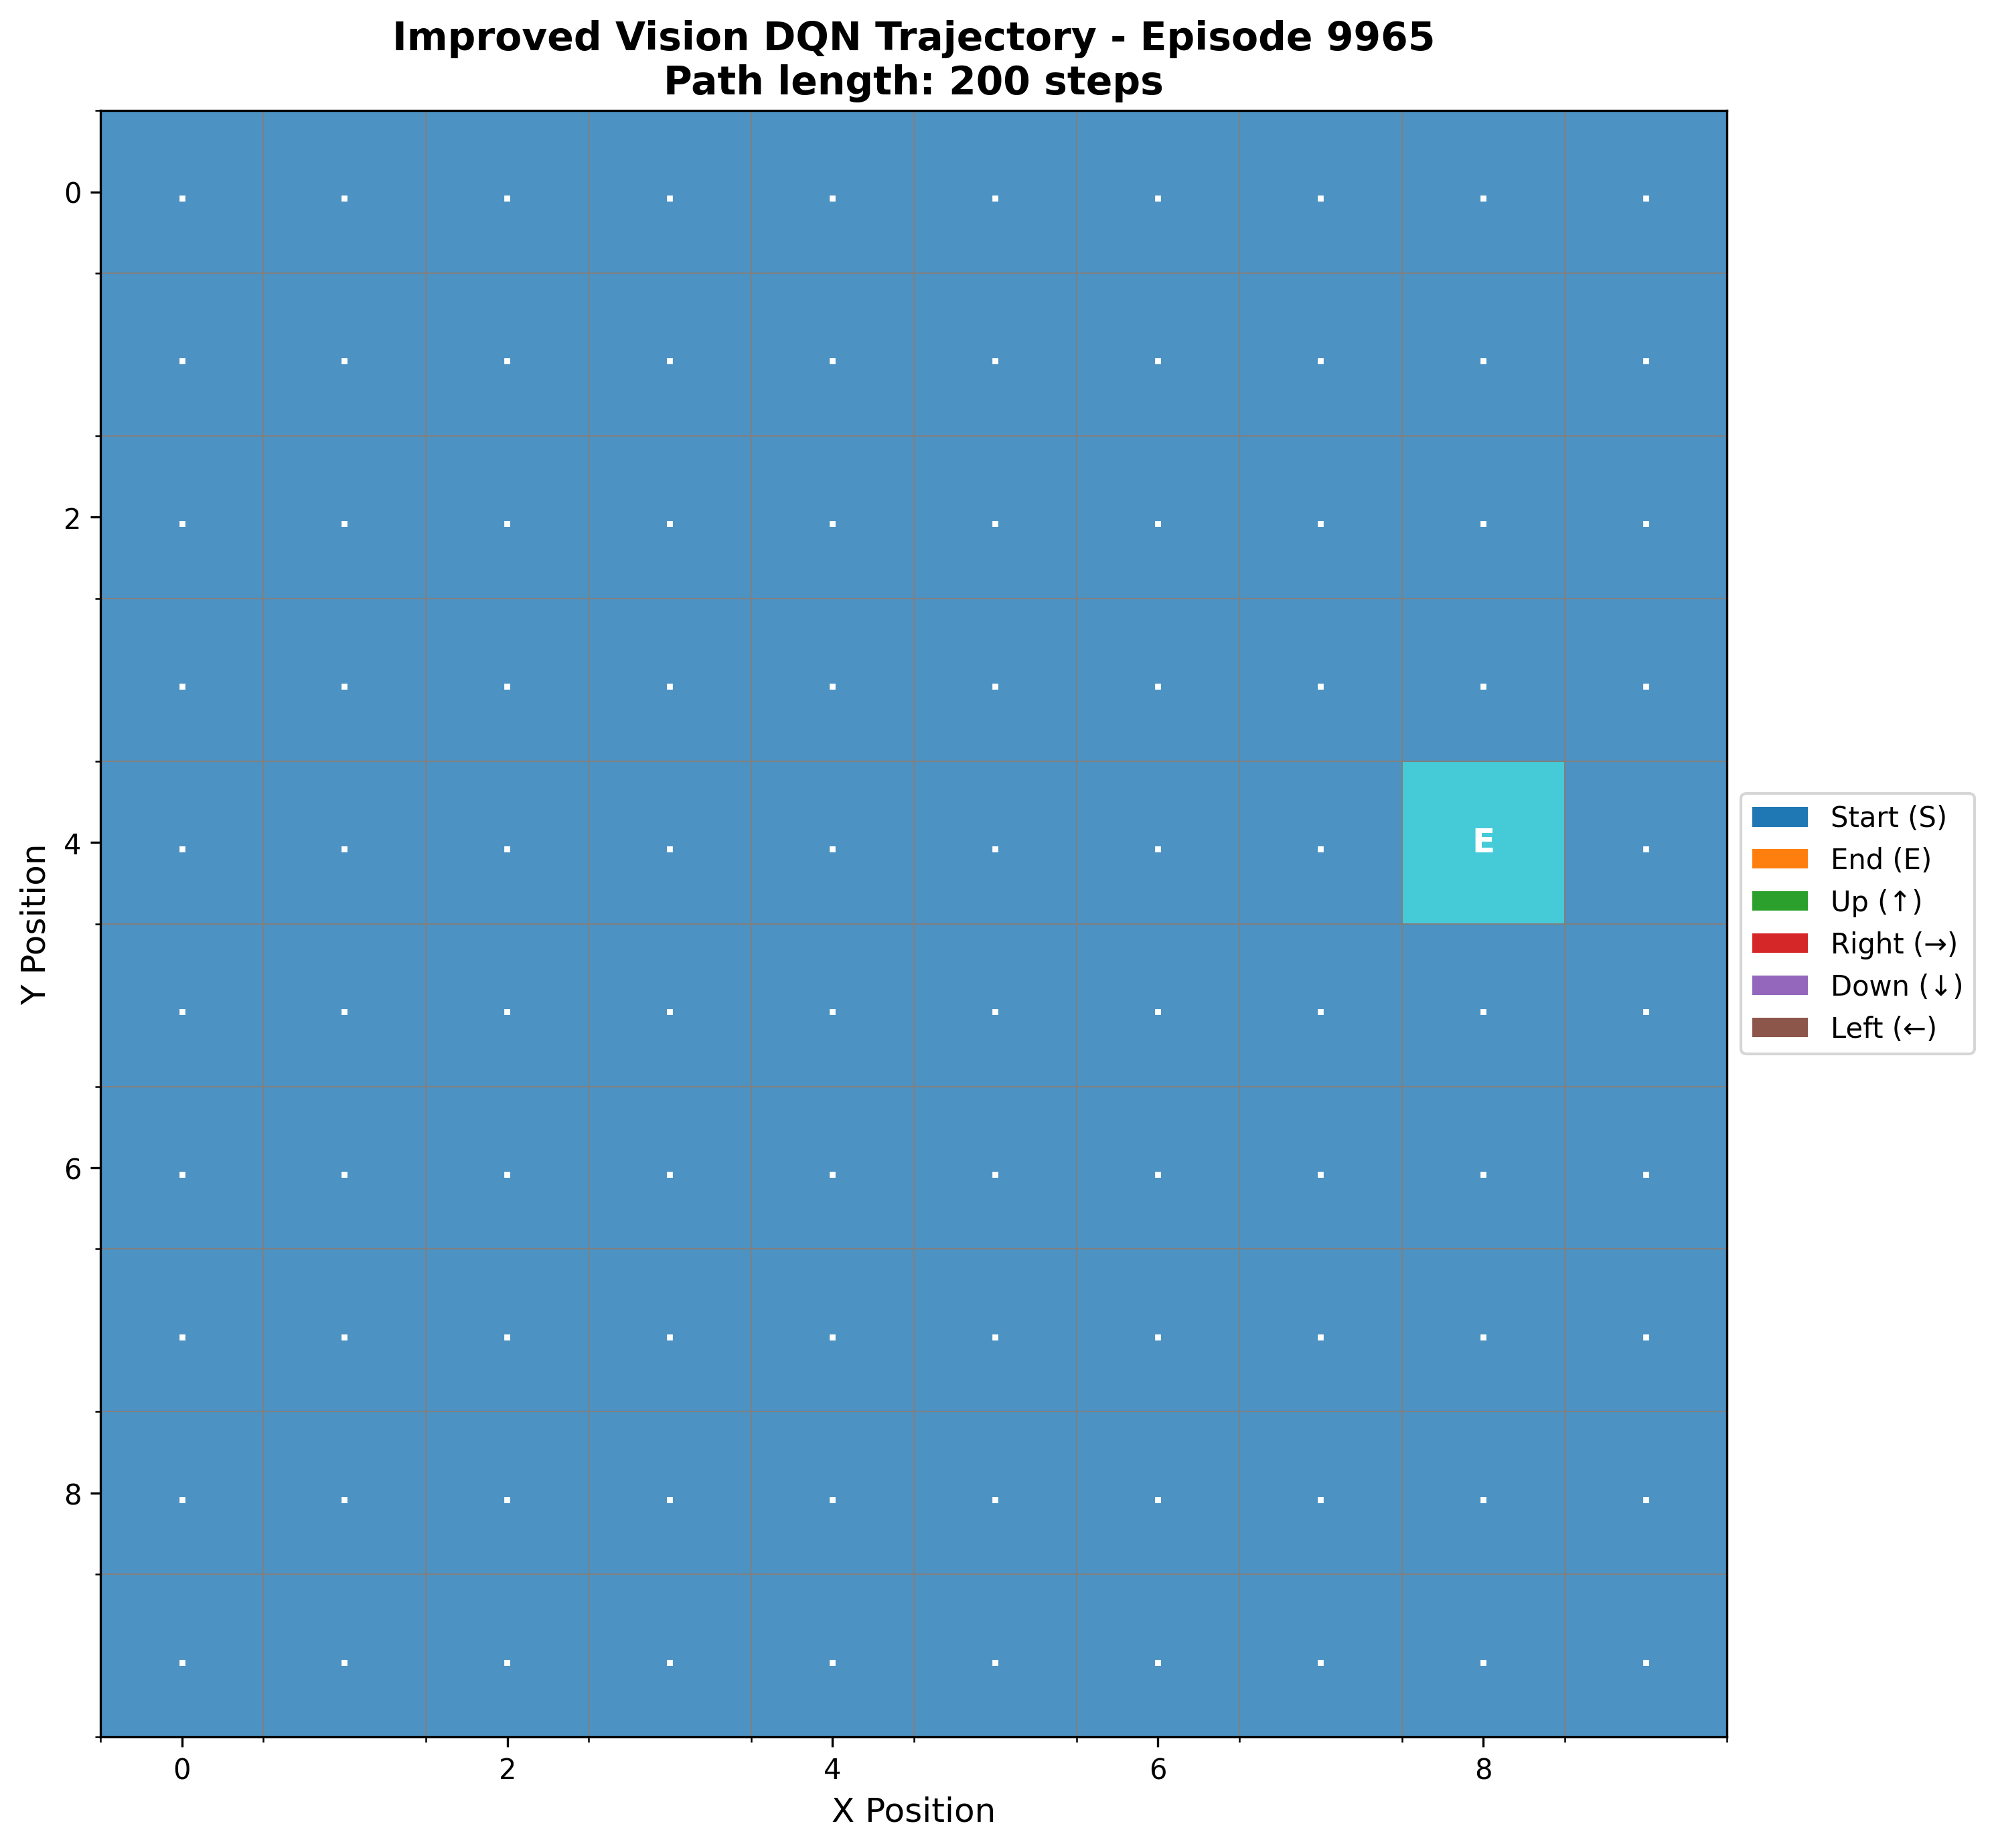 Improved Vision DQN Trajectory - Episode 9965
Path length: 200 steps
0
2
4
6
8
Y Position
E
0
2
4
6
8
X Position
Start (S)
End (E)
Up (↑)
Right (→)
Down (↓)
Left (←)